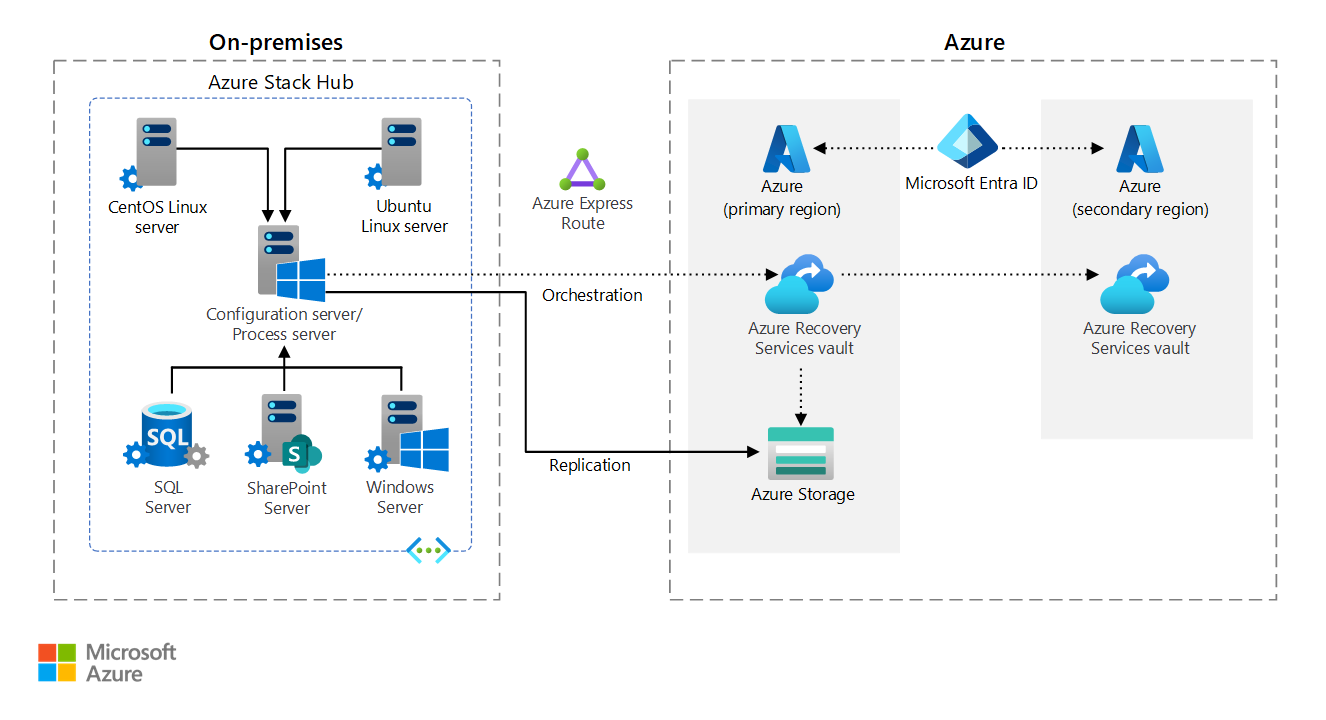 On-premises
Azure
Azure Stack Hub
CentOS Linux
server
Ubuntu
Linux server
Configuration server/
Process server
SQL
SQL
Server
S
SharePoint
Server
Windows
Server
Azure Express
Route
Orchestration
Replication
Azure
(primary region)
Microsoft Entra ID
Azure
(secondary region)
Azure Recovery
Services vault
Azure Recovery
Services vault
Azure Storage
Microsoft
Azure